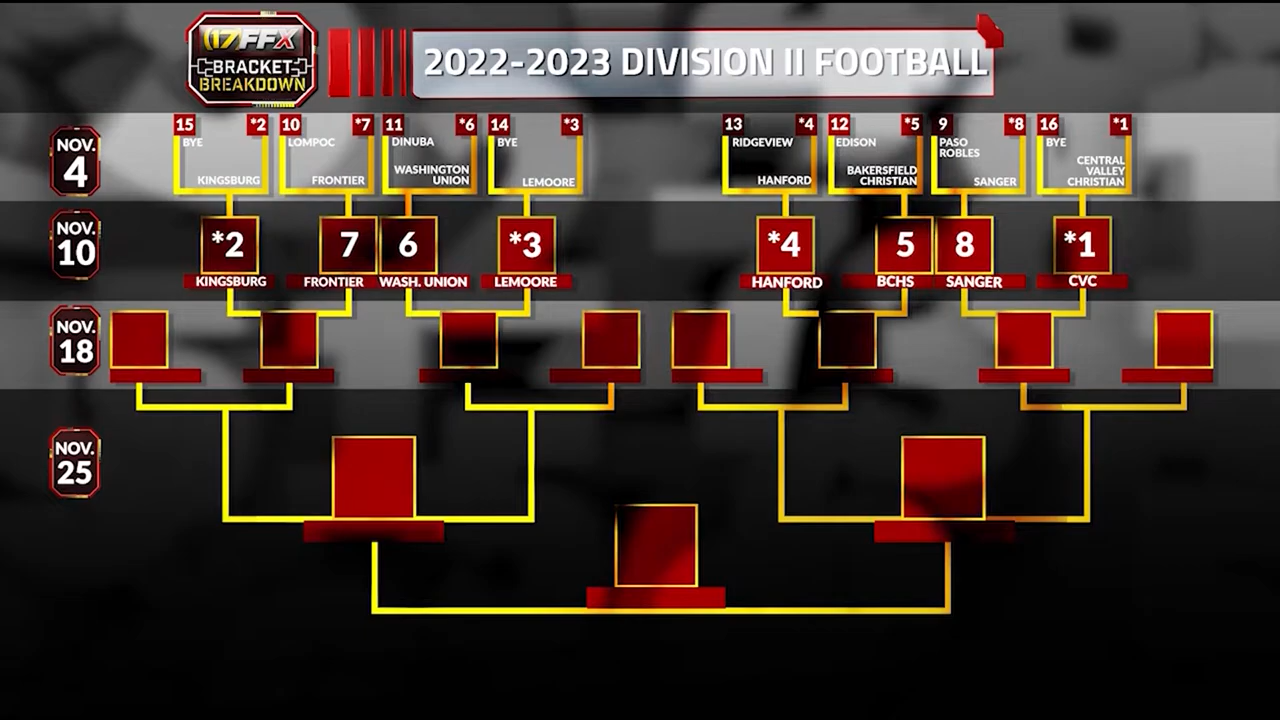 17FFX
BRACKET
BREAKDOWN
2022-2023 DIVISION II FOOTBALL
NOV.
4
15 *2
BYE
KINGSBURG
10 *7
LOMPOC
FRONTIER
11 *6
DINUBA
WASHINGTON
UNION
14 *3
BYE
LEMOORE
13 *4
RIDGEVIEW
HANFORD
12 *5
EDISON
BAKERSFIELD
CHRISTIAN
9 *8
PASO
ROBLES
SANGER
16 *1
BYE
CENTRAL
VALLEY
CHRISTIAN
NOV.
10
*2
KINGSBURG
7
FRONTIER
6
WASH. UNION
*3
LEMOORE
*4
HANFORD
5
BCHS
8
SANGER
*1
CVC
NOV.
18
NOV.
25